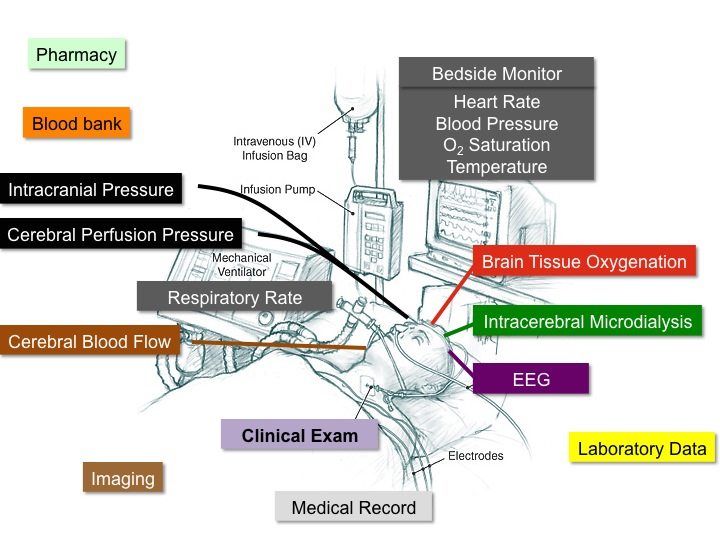 Pharmacy
Bedside Monitor
Heart Rate
Blood Pressure
O₂ Saturation
Temperature
Blood bank
Intravenous (IV)
Infusion Bag
Intracranial Pressure
Infusion Pump
Cerebral Perfusion Pressure
Mechanical
Ventilator
Brain Tissue Oxygenation
Respiratory Rate
Intracerebral Microdialysis
Cerebral Blood Flow
EEG
Clinical Exam
Laboratory Data
Electrodes
Imaging
Medical Record